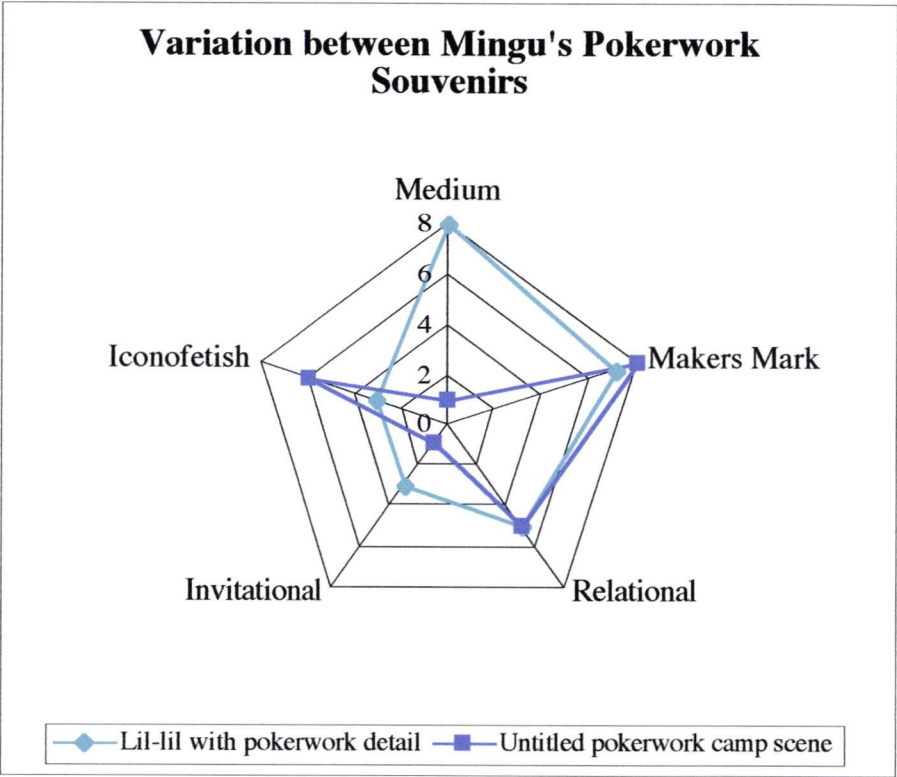 Variation between Mingu's Pokerwork
Souvenirs
Medium
8
6
4
2
0
Iconofetish
Makers Mark
Invitational
Relational
Lil-lil with pokerwork detail
Untitled pokerwork camp scene